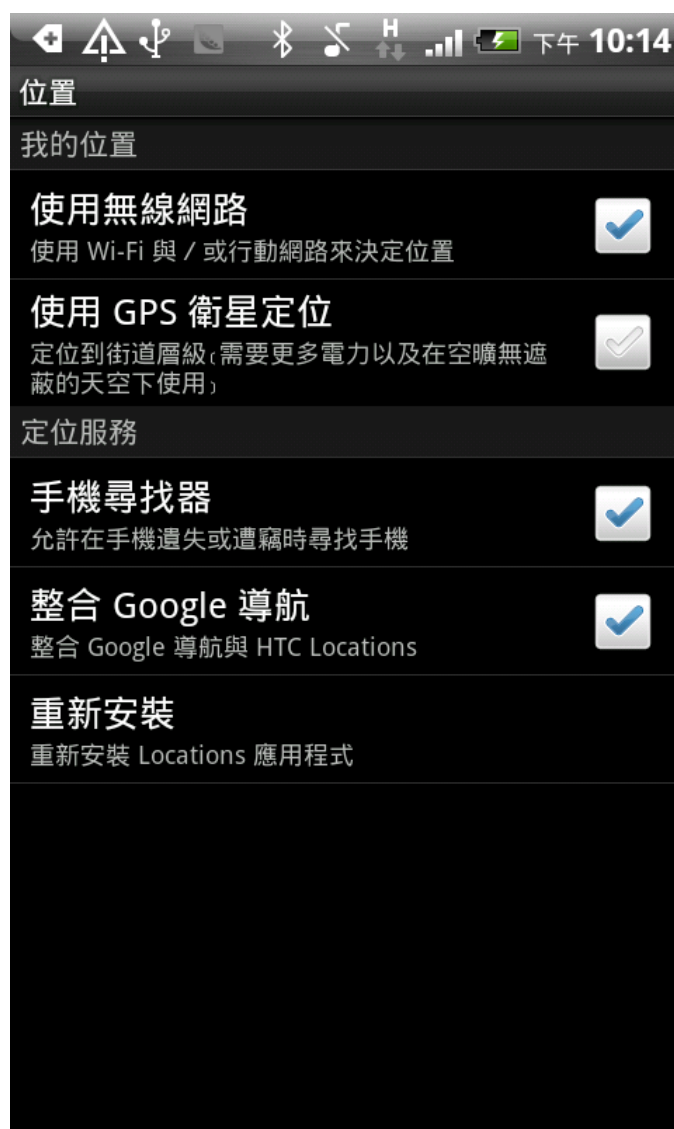 H
下午 10:14
位置
我的位置
使用無線網路
使用 Wi-Fi 與 / 或行動網路來決定位置
使用 GPS 衛星定位
定位到街道層級(需要更多電力以及在空曠無遮
蔽的天空下使用)
定位服務
手機尋找器
允許在手機遺失或遭竊時尋找手機
整合 Google 導航
整合 Google 導航與 HTC Locations
重新安裝
重新安裝 Locations 應用程式